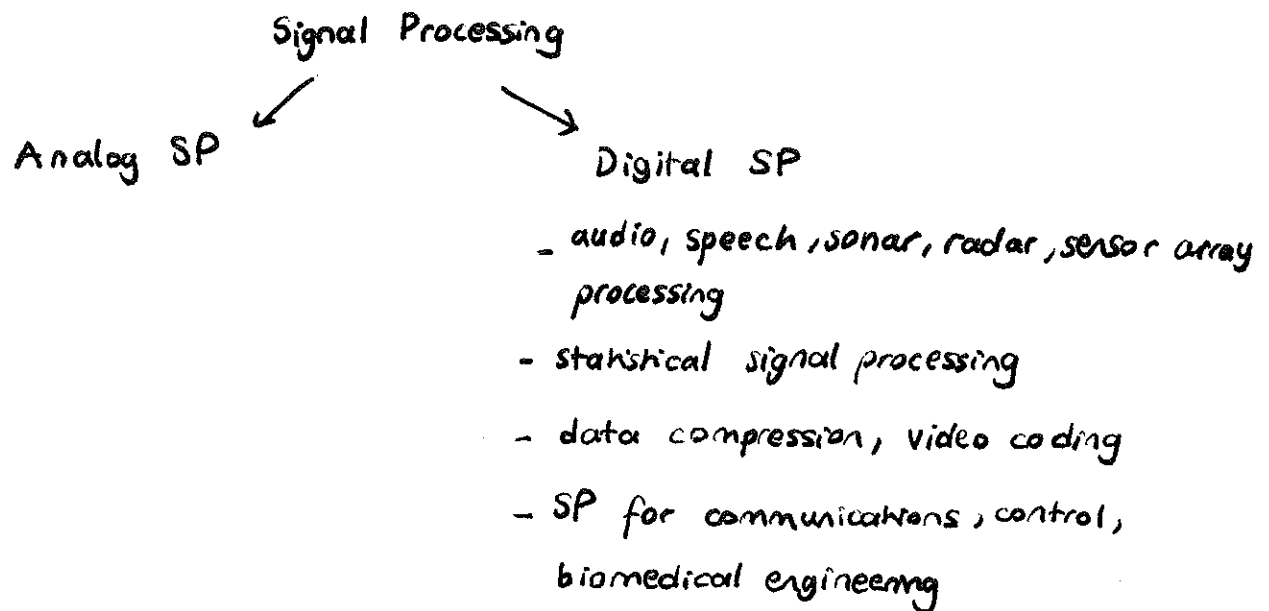 Signal Processing
Analog SP
Digital SP
- audio, speech, sonar, radar, sensor array
processing
- statistical signal processing
- data compression, video coding
- SP for communications, control,
biomedical engineering